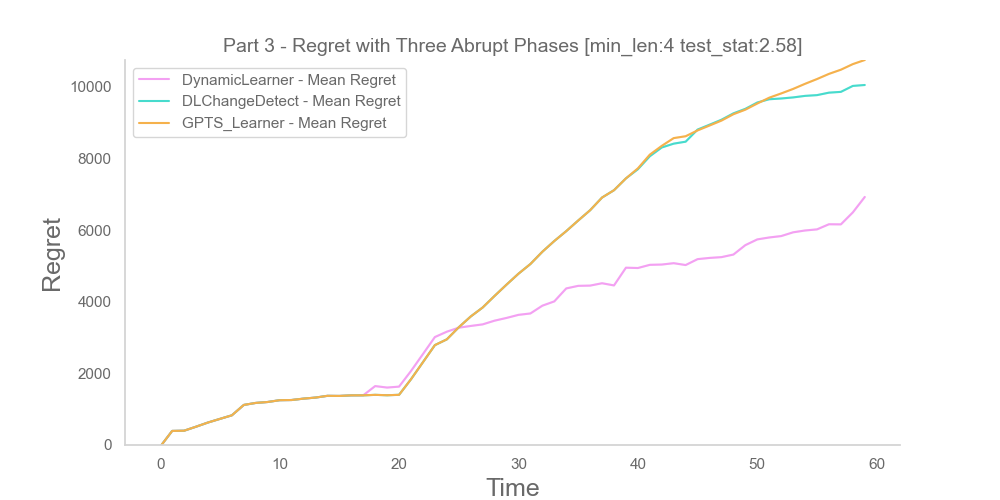 Part 3 - Regret with Three Abrupt Phases [min_len:4 test_stat:2.58]
DynamicLearner - Mean Regret
DLChangeDetect - Mean Regret
GPTS_Learner - Mean Regret
Regret
10000
8000
6000
4000
2000
0
0 10 20 30 40 50 60
Time